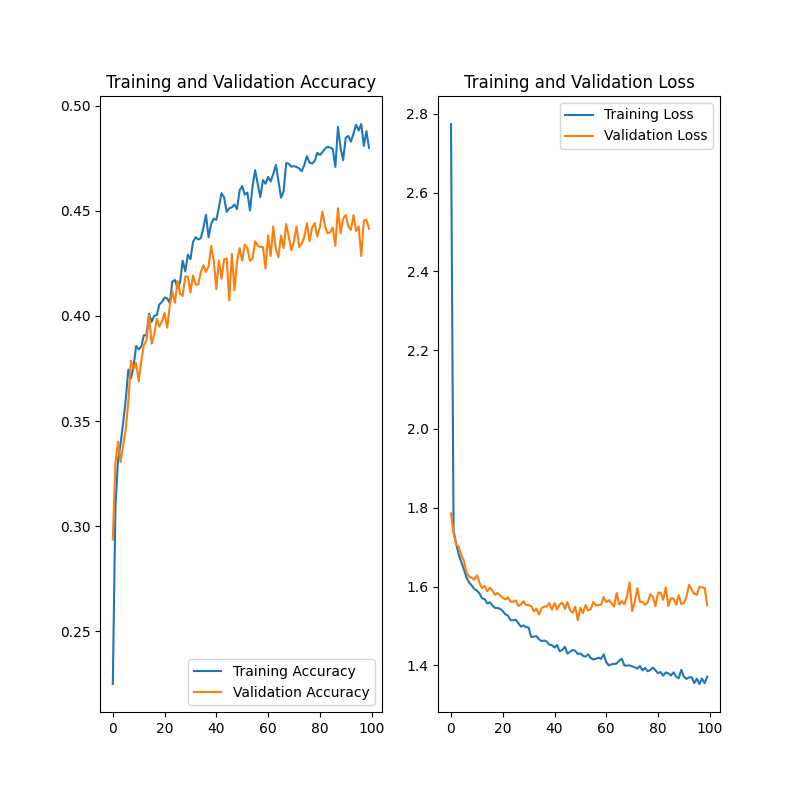 Training and Validation Accuracy
0.50
0.45
0.40
0.35
0.30
0.25
0 20 40 60 80 100
Training Accuracy
Validation Accuracy
Training and Validation Loss
2.8
2.6
2.4
2.2
2.0
1.8
1.6
1.4
0 20 40 60 80 100
Training Loss
Validation Loss